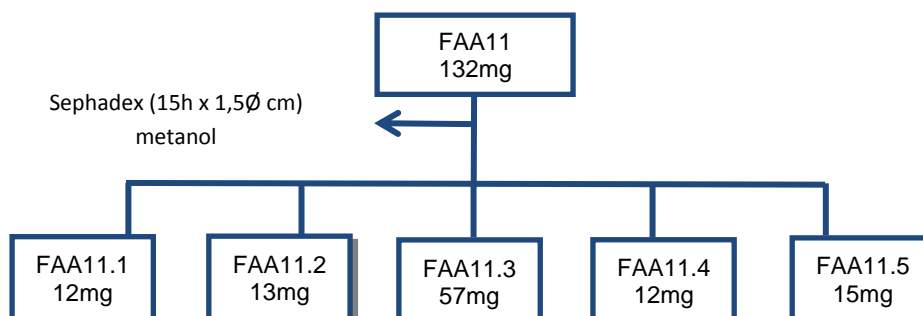 FAA11
132mg
Sephadex (15h x 1,5Ø cm)
metanol
FAA11.1
12mg
FAA11.2
13mg
FAA11.3
57mg
FAA11.4
12mg
FAA11.5
15mg